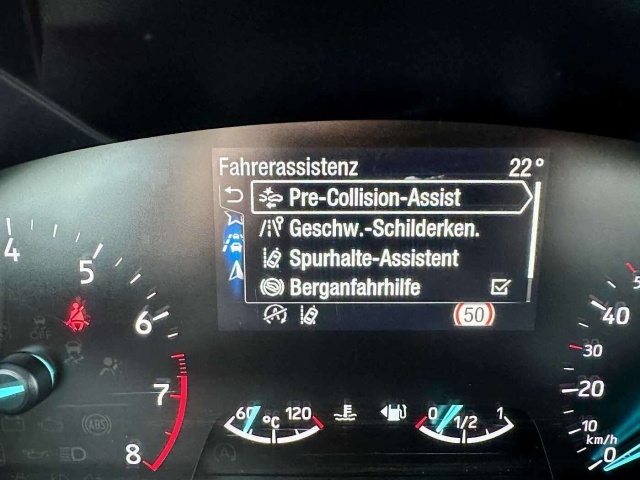 Fahrerassistenz 22°
Pre-Collision-Assist
Geschw.-Schilderken.
Spurhalte-Assistent
Berganfahrhilfe
50
4
5
6
7
8
60 °C 120
0 1/2 1
40
30
20
10
km/h
0
ABS